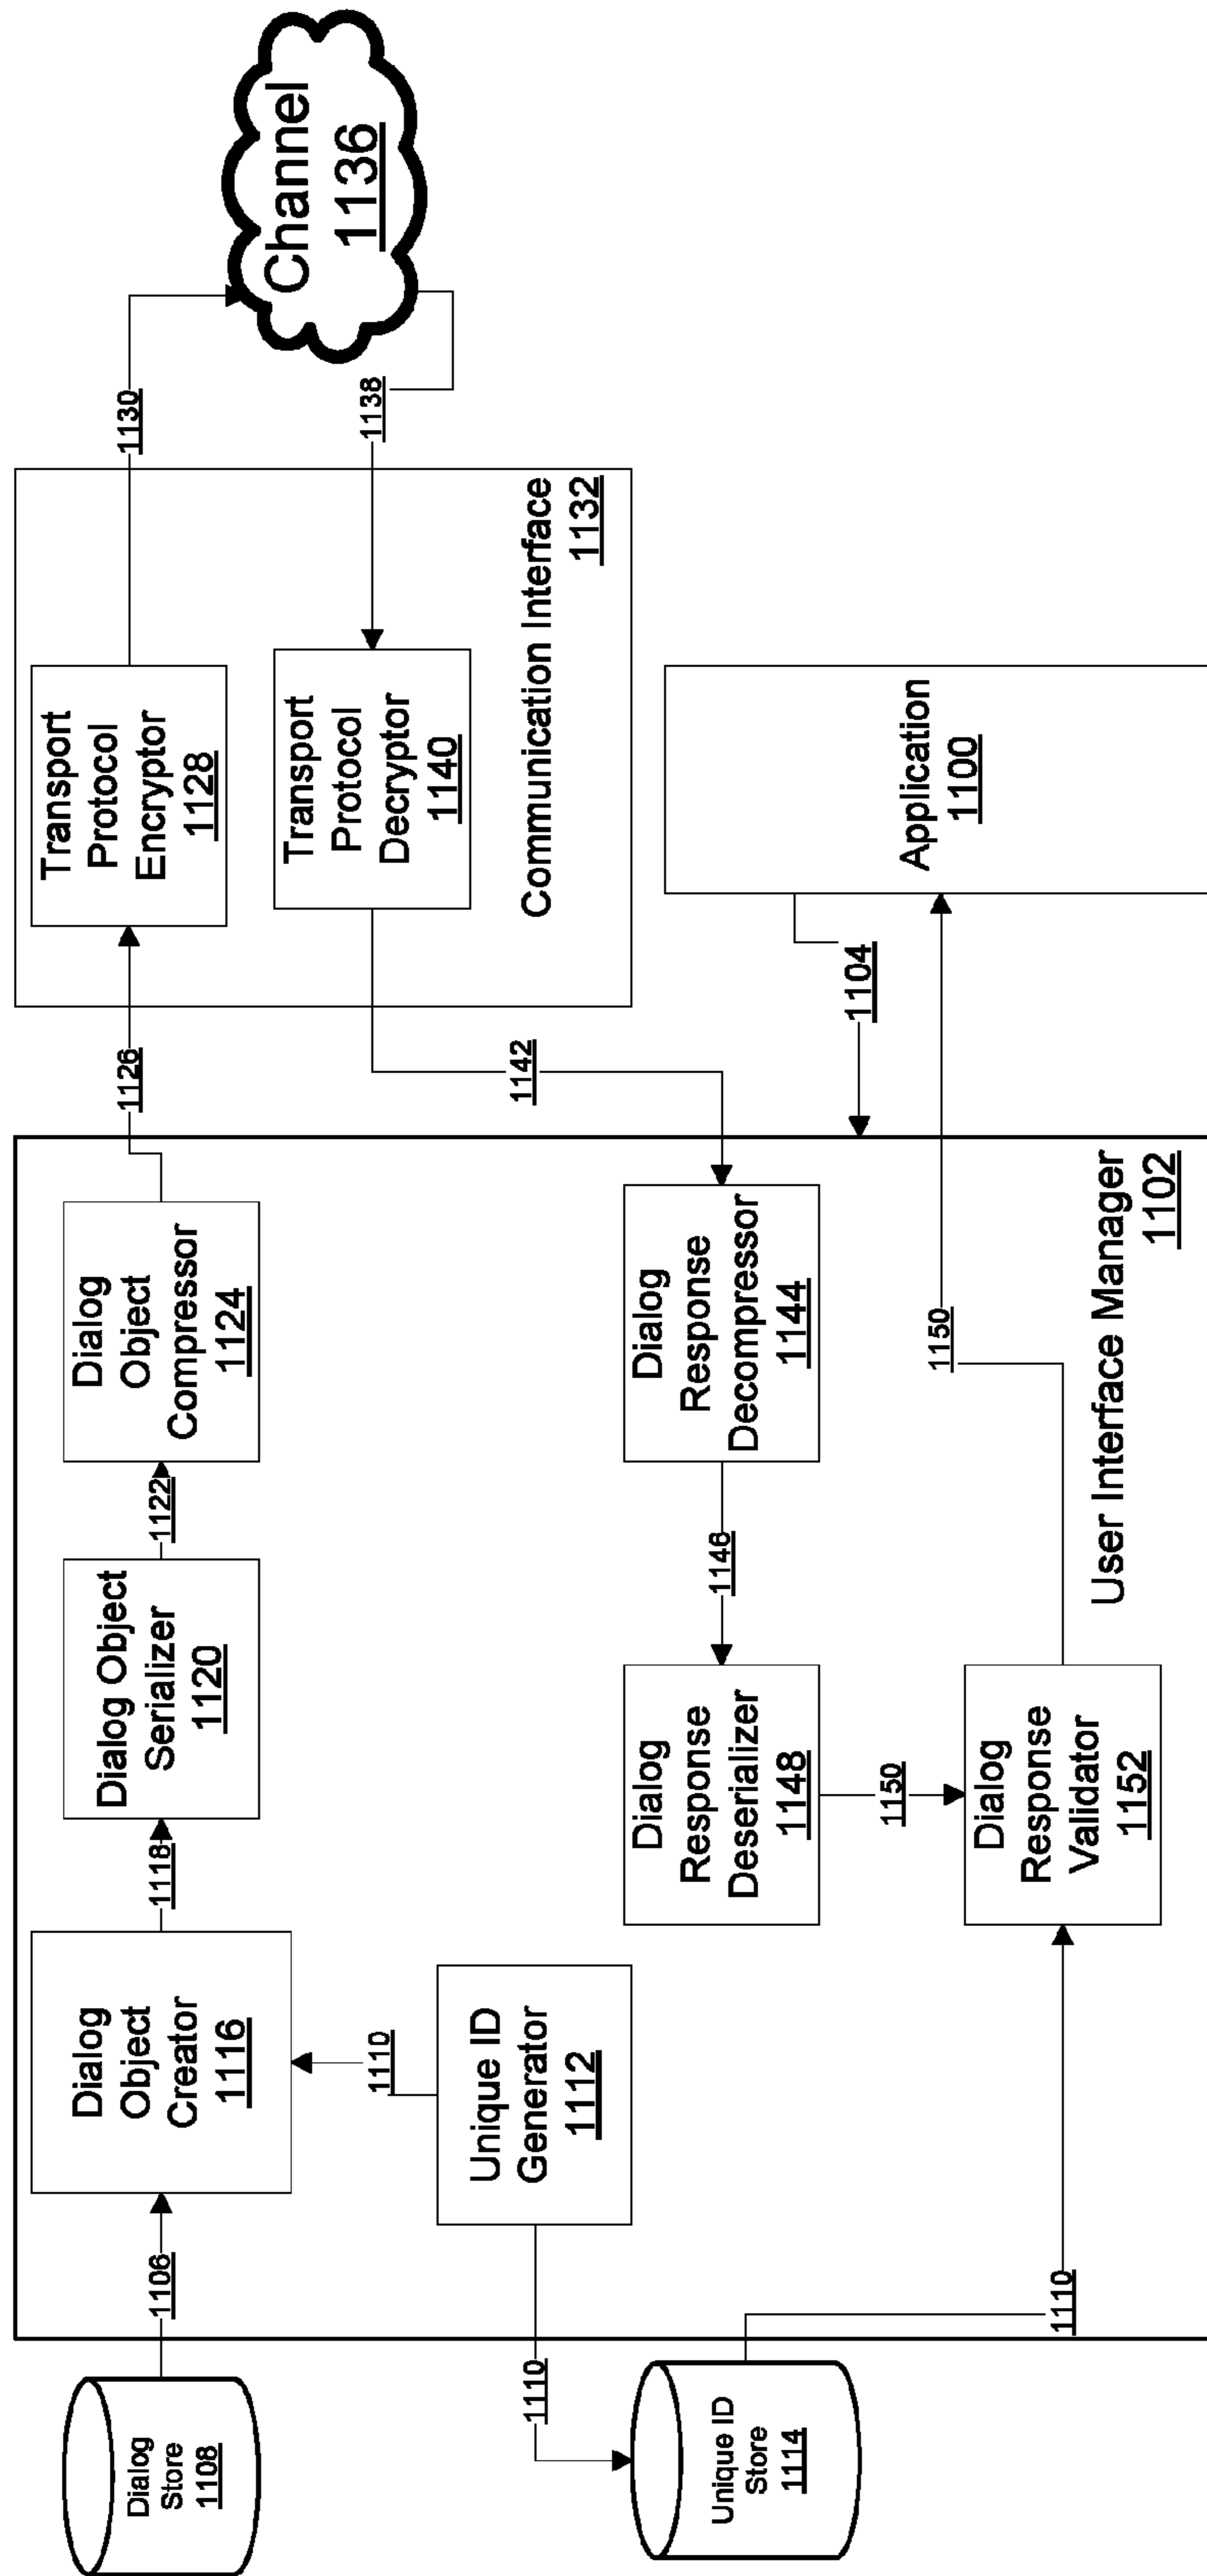 Dialog
Store
1108
1106
Dialog
Object
Creator
1116
1118
Dialog Object
Serializer
1120
1122
Dialog
Object
Compressor
1124
1126
Transport
Protocol
Encryptor
1128
1130
Channel
1136
1138
Transport
Protocol
Decryptor
1140
Communication Interface
1132
1142
1110
Unique ID
Generator
1112
1110
Unique ID
Store
1114
1110
Dialog
Response
Decompressor
1144
1146
Dialog
Response
Deserializer
1148
1150
Dialog
Response
Validator
1152
1150
User Interface Manager
1102
1104
Application
1100